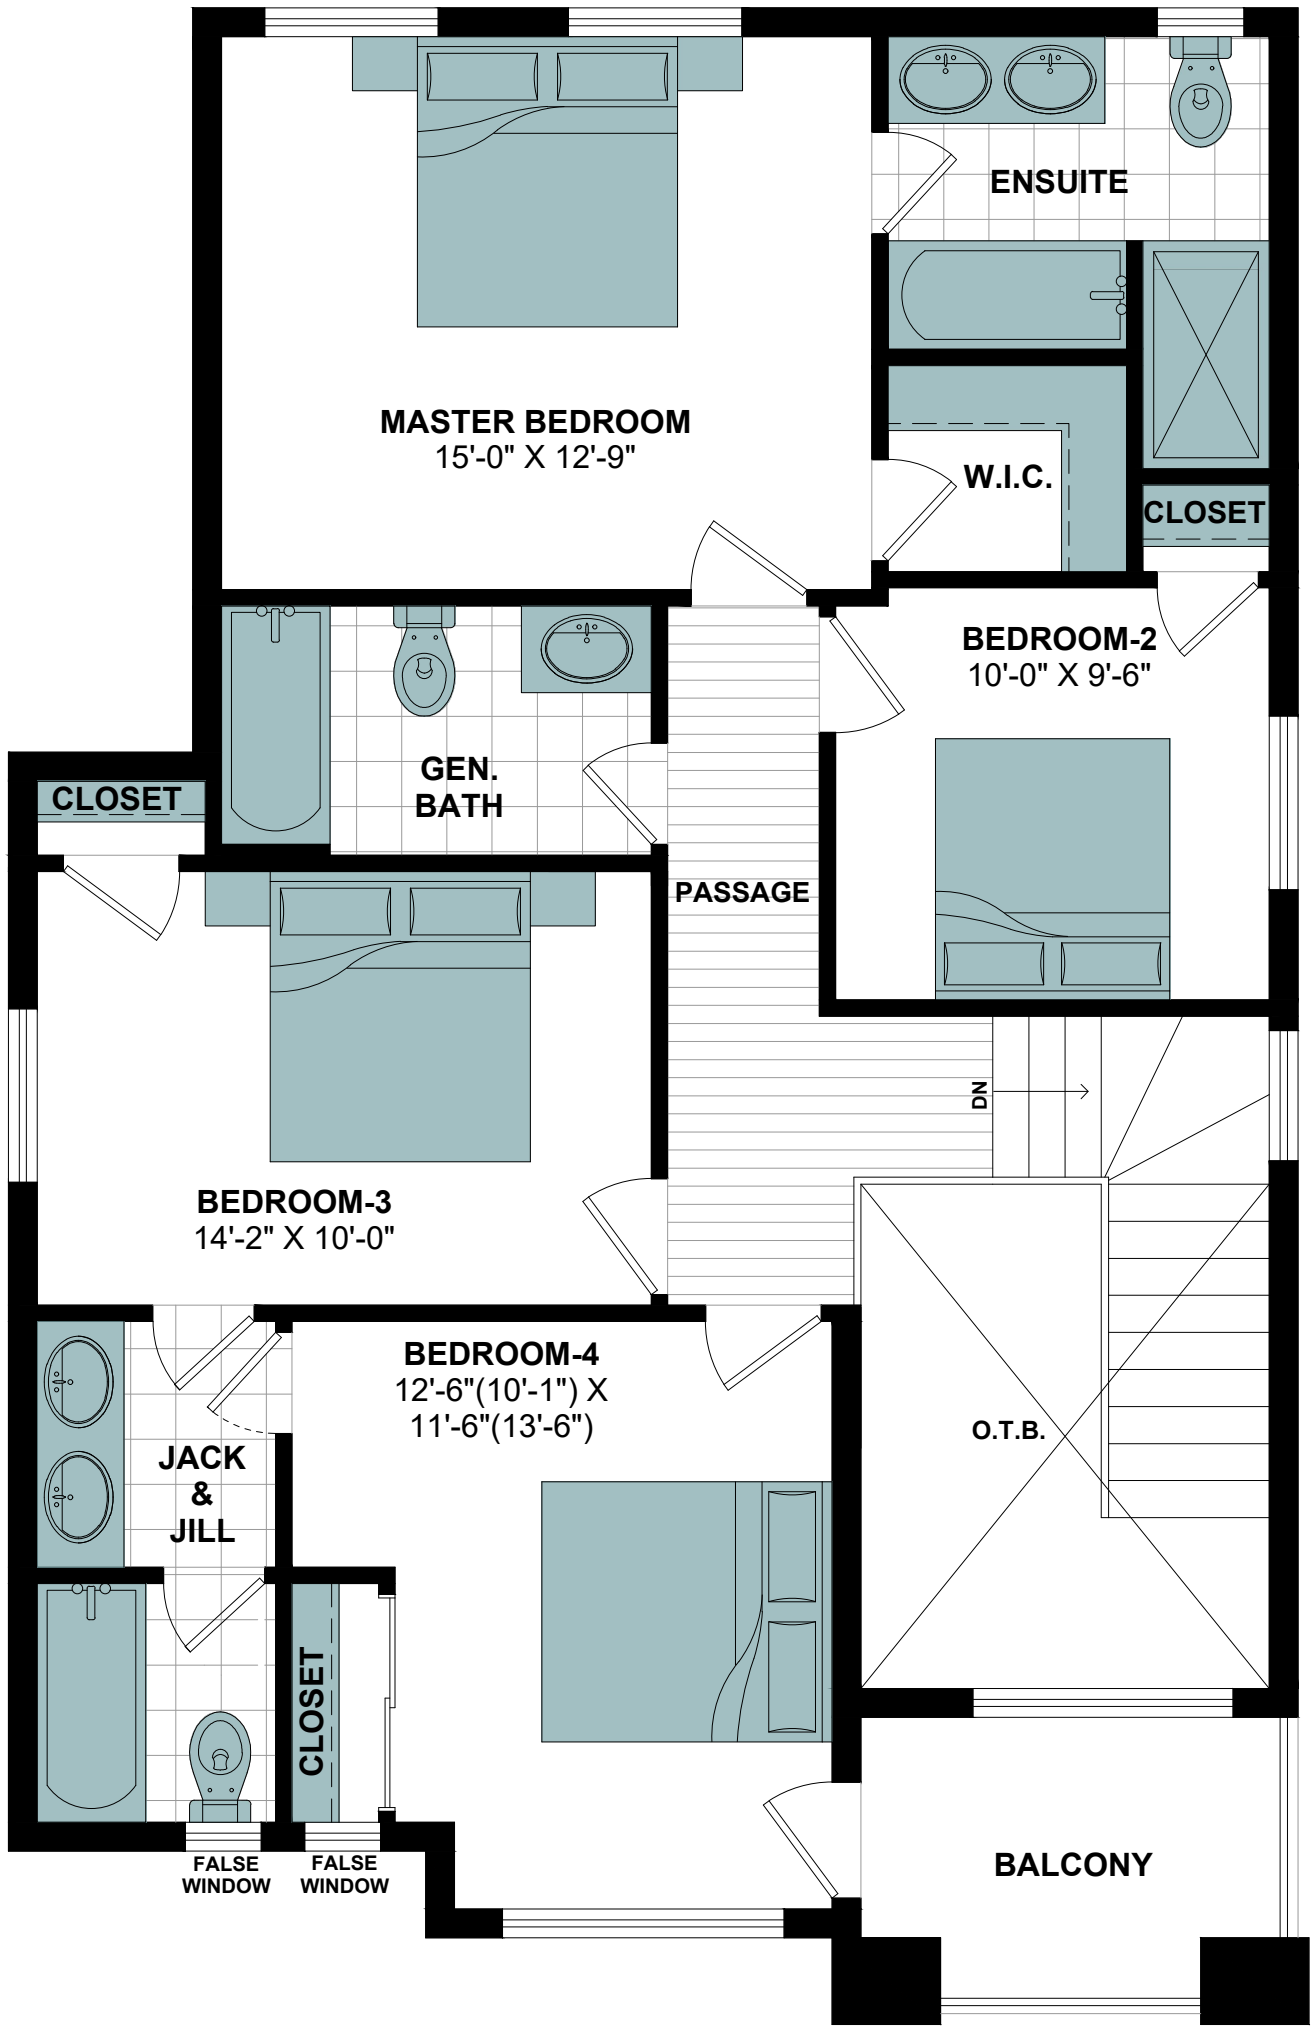 ENSUITE
MASTER BEDROOM
15'-0" X 12'-9"
W.I.C.
CLOSET
BEDROOM-2
10'-0" X 9'-6"
GEN.
BATH
CLOSET
PASSAGE
DN
BEDROOM-3
14'-2" X 10'-0"
BEDROOM-4
12'-6"(10'-1") X
11'-6"(13'-6")
O.T.B.
JACK
&
JILL
CLOSET
FALSE
WINDOW
FALSE
WINDOW
BALCONY